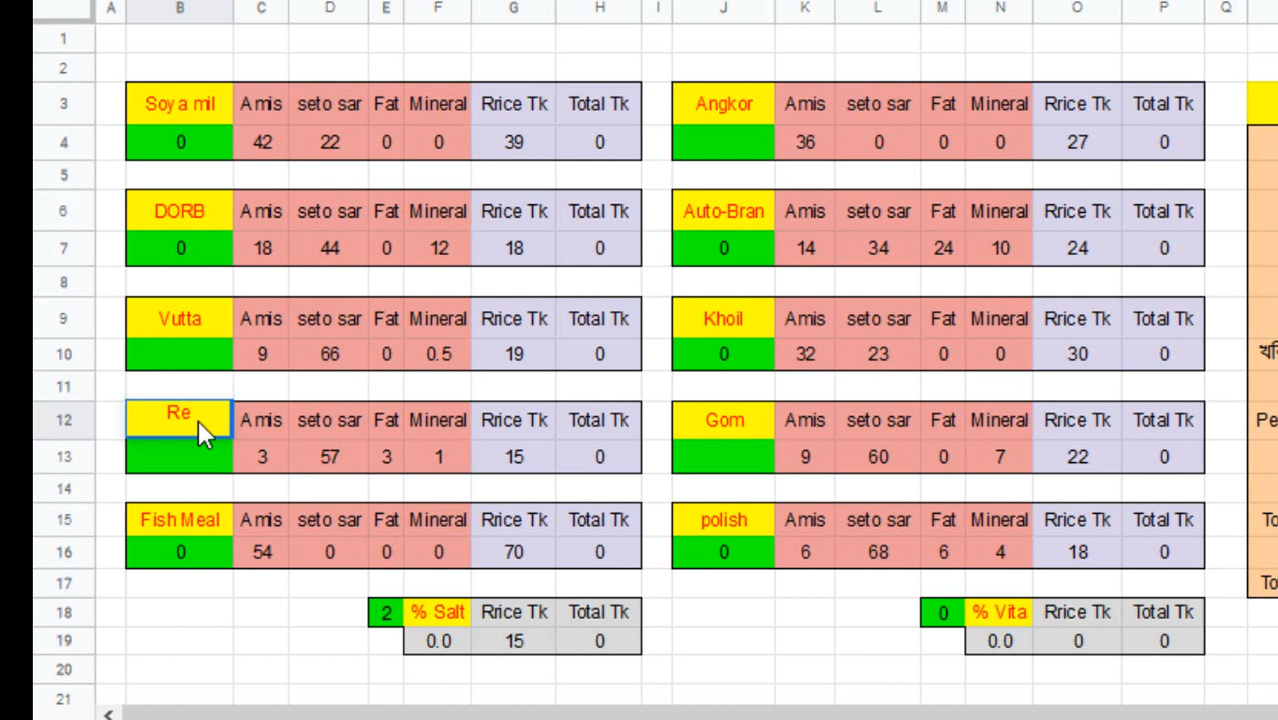 A B C D E F G H I J K L M N O P Q
1
2
3 Soya mil Amis seto sar Fat Mineral Rrice Tk Total Tk Angkor Amis seto sar Fat Mineral Rrice Tk Total Tk
4 0 42 22 0 0 39 0 36 0 0 0 27 0
5
6 DORB Amis seto sar Fat Mineral Rrice Tk Total Tk Auto-Bran Amis seto sar Fat Mineral Rrice Tk Total Tk
7 0 18 44 0 12 18 0 0 14 34 24 10 24 0
8
9 Vutta Amis seto sar Fat Mineral Rrice Tk Total Tk Khoil Amis seto sar Fat Mineral Rrice Tk Total Tk
10 9 66 0 0.5 19 0 0 32 23 0 0 30 0
11
12 Re Amis seto sar Fat Mineral Rrice Tk Total Tk Gom Amis seto sar Fat Mineral Rrice Tk Total Tk Pe
13 3 57 3 1 15 0 9 60 0 7 22 0
14
15 Fish Meal Amis seto sar Fat Mineral Rrice Tk Total Tk polish Amis seto sar Fat Mineral Rrice Tk Total Tk To
16 0 54 0 0 0 70 0 0 6 68 6 4 18 0
17 To
18 2 % Salt Rrice Tk Total Tk 0 % Vita Rrice Tk Total Tk
19 0.0 15 0 0.0 0 0
20
21